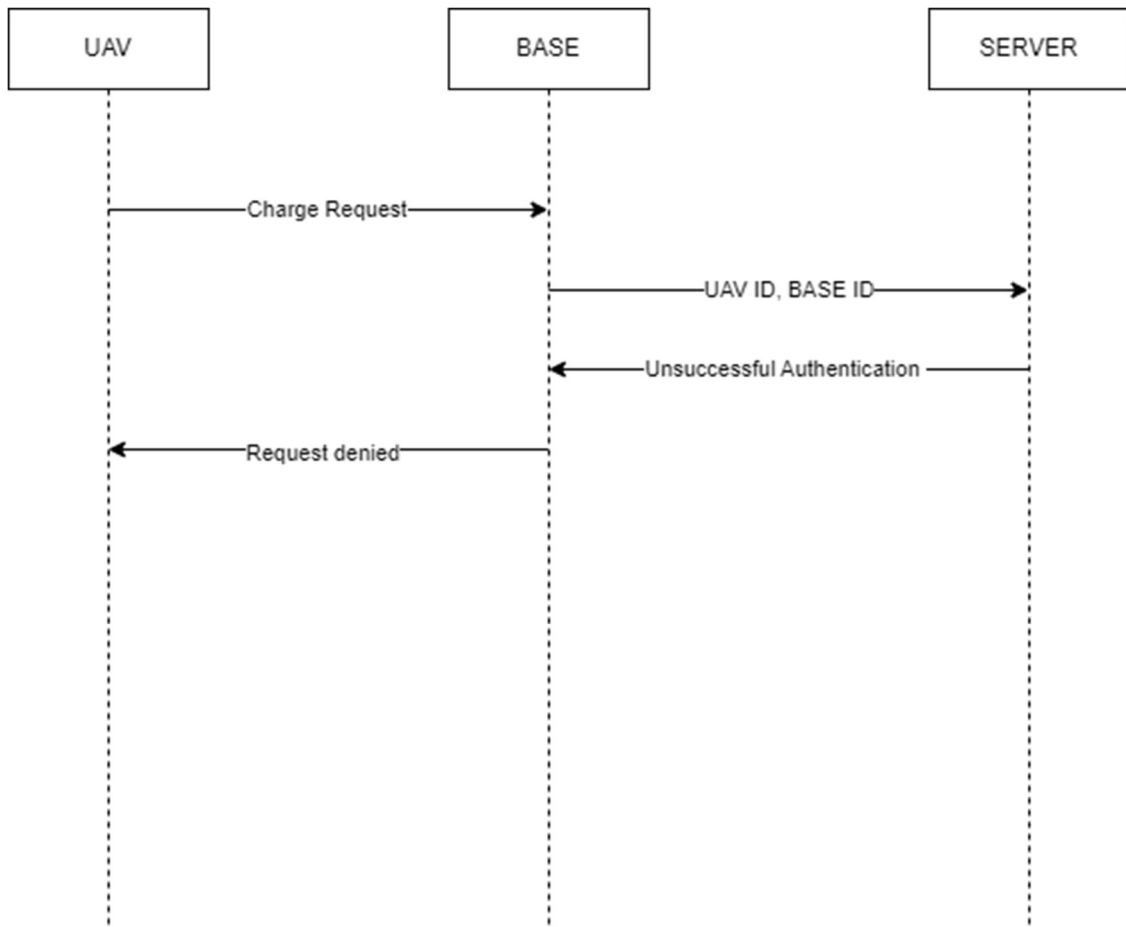 UAV
BASE
SERVER
Charge Request
UAV ID, BASE ID
Unsuccessful Authentication
Request denied